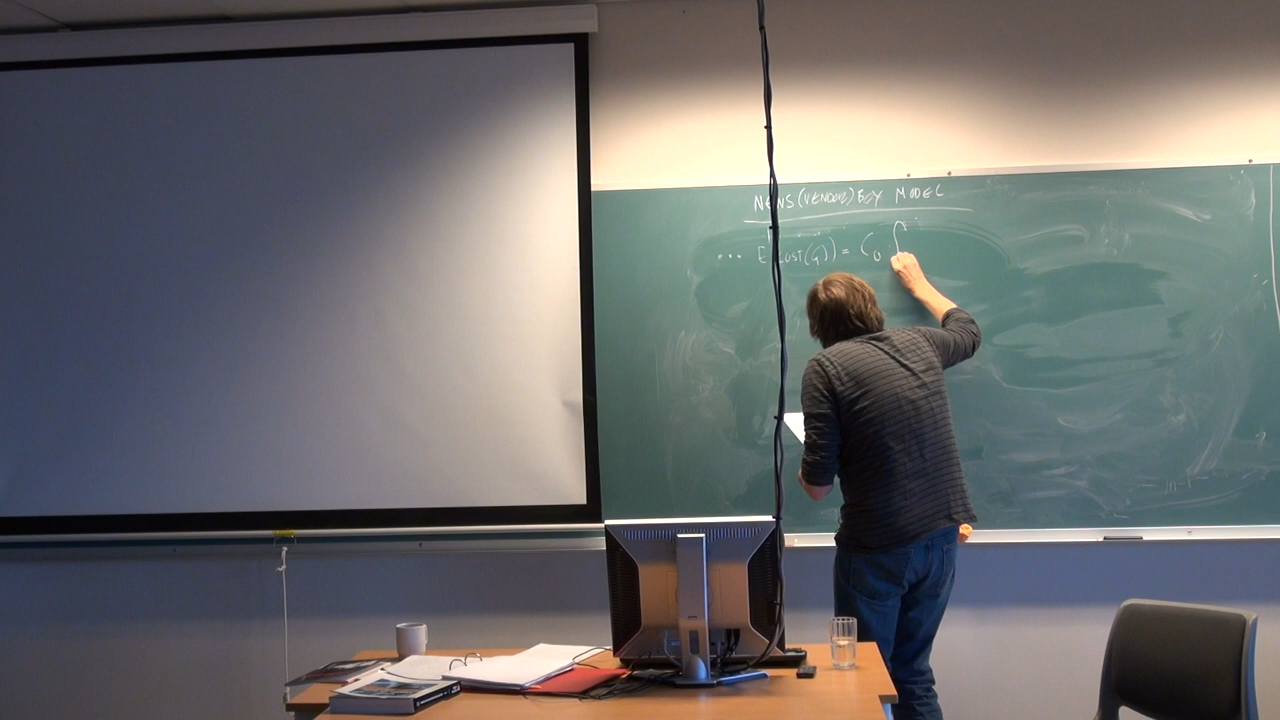 NEWS(VENDOR)BOY MODEL
... E COST(q)) = C₀ ∫